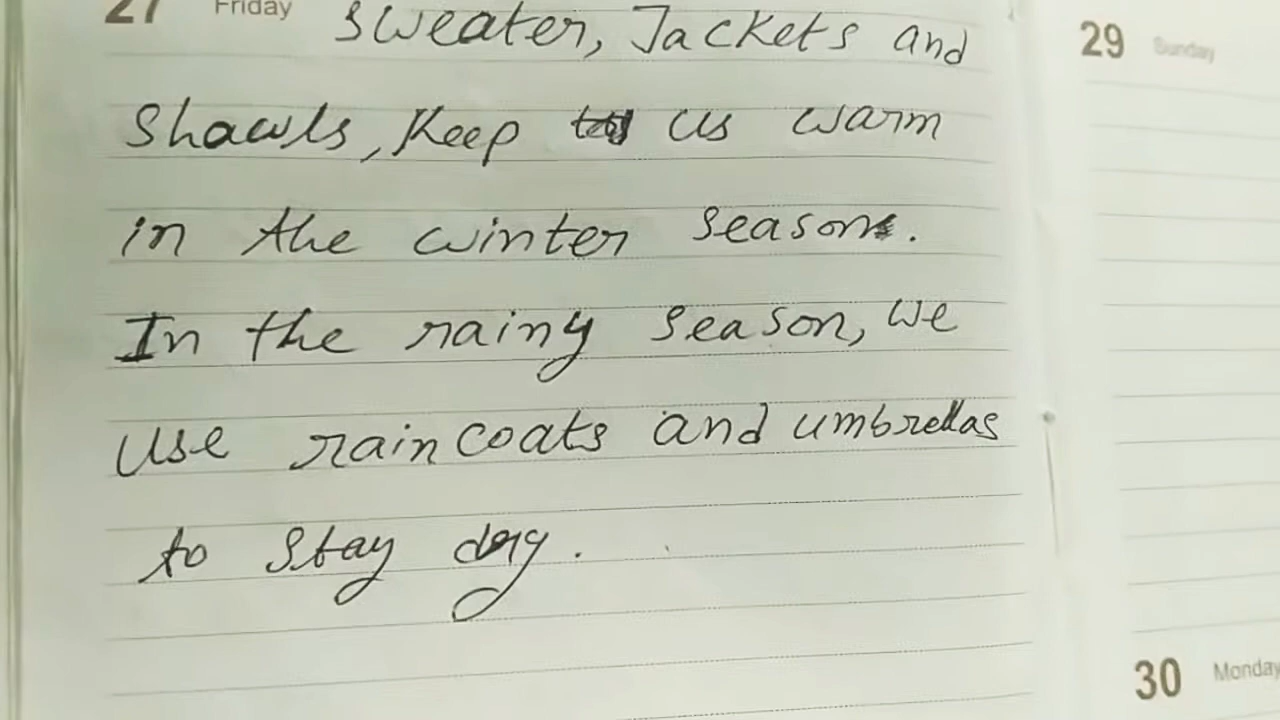 27 Friday
Sweater, Jackets and
Shawls, Keep us warm
in the winter season.
In the rainy season, we
use raincoats and umbrellas
to stay dry.
29 Sunday
30 Monday